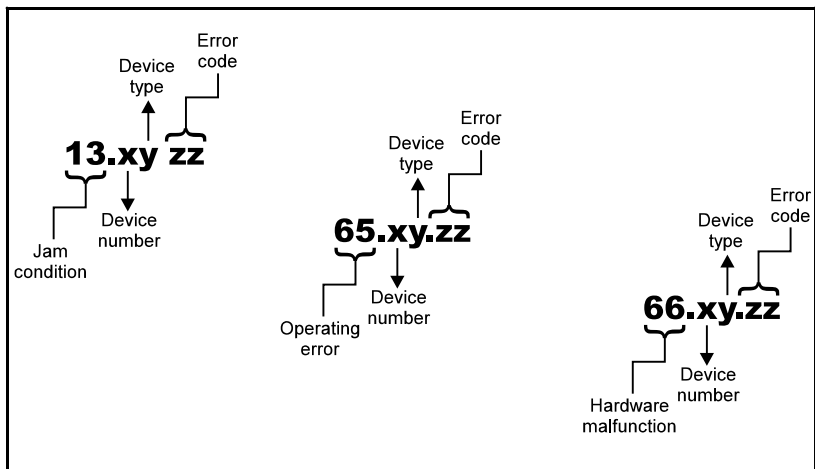 Error
code
Device
type
13.xy zz
Device
number
Jam
condition
Error
code
Device
type
65.xy.zz
Device
number
Operating
error
Error
code
Device
type
66.xy.zz
Device
number
Hardware
malfunction